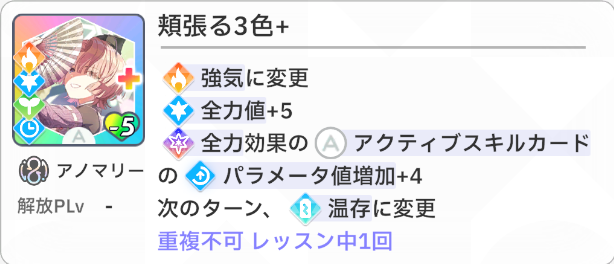 頬張る3色+
強気に変更
全力値+5
全力効果の A アクティブスキルカード
の パラメータ値増加+4
次のターン、 温存に変更
重複不可 レッスン中1回
A
-5
アノマリー
解放PLv -